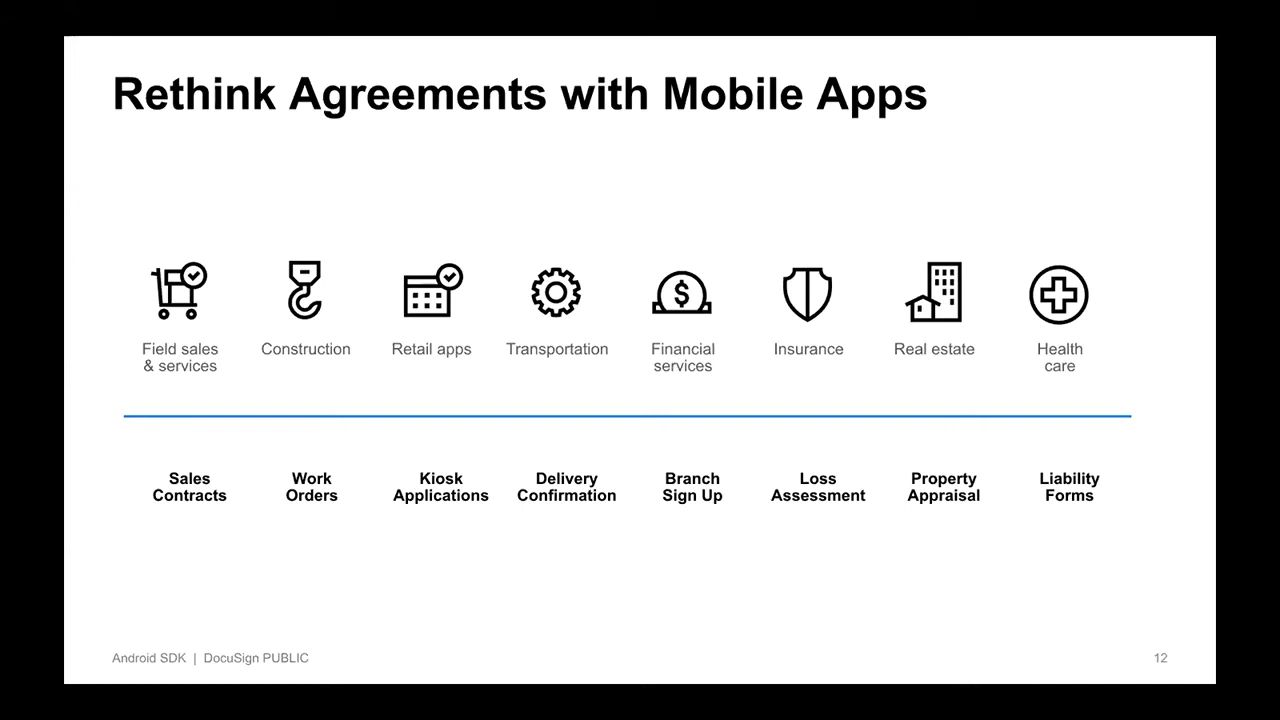 Rethink Agreements with Mobile Apps
Field sales
& services
Construction
Retail apps
Transportation
Financial
services
Insurance
Real estate
Health
care
Sales
Contracts
Work
Orders
Kiosk
Applications
Delivery
Confirmation
Branch
Sign Up
Loss
Assessment
Property
Appraisal
Liability
Forms
Android SDK | DocuSign PUBLIC
12